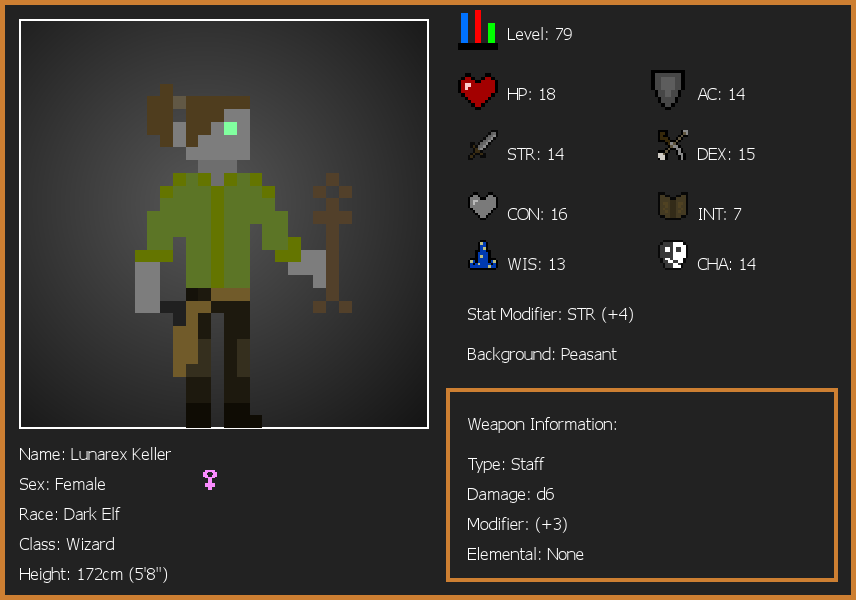 Level: 79
HP: 18
AC: 14
STR: 14
DEX: 15
CON: 16
INT: 7
WIS: 13
CHA: 14
Stat Modifier: STR (+4)
Background: Peasant
Weapon Information:
Type: Staff
Damage: d6
Modifier: (+3)
Elemental: None
Name: Lunarex Keller
Sex: Female
Race: Dark Elf
Class: Wizard
Height: 172cm (5'8")